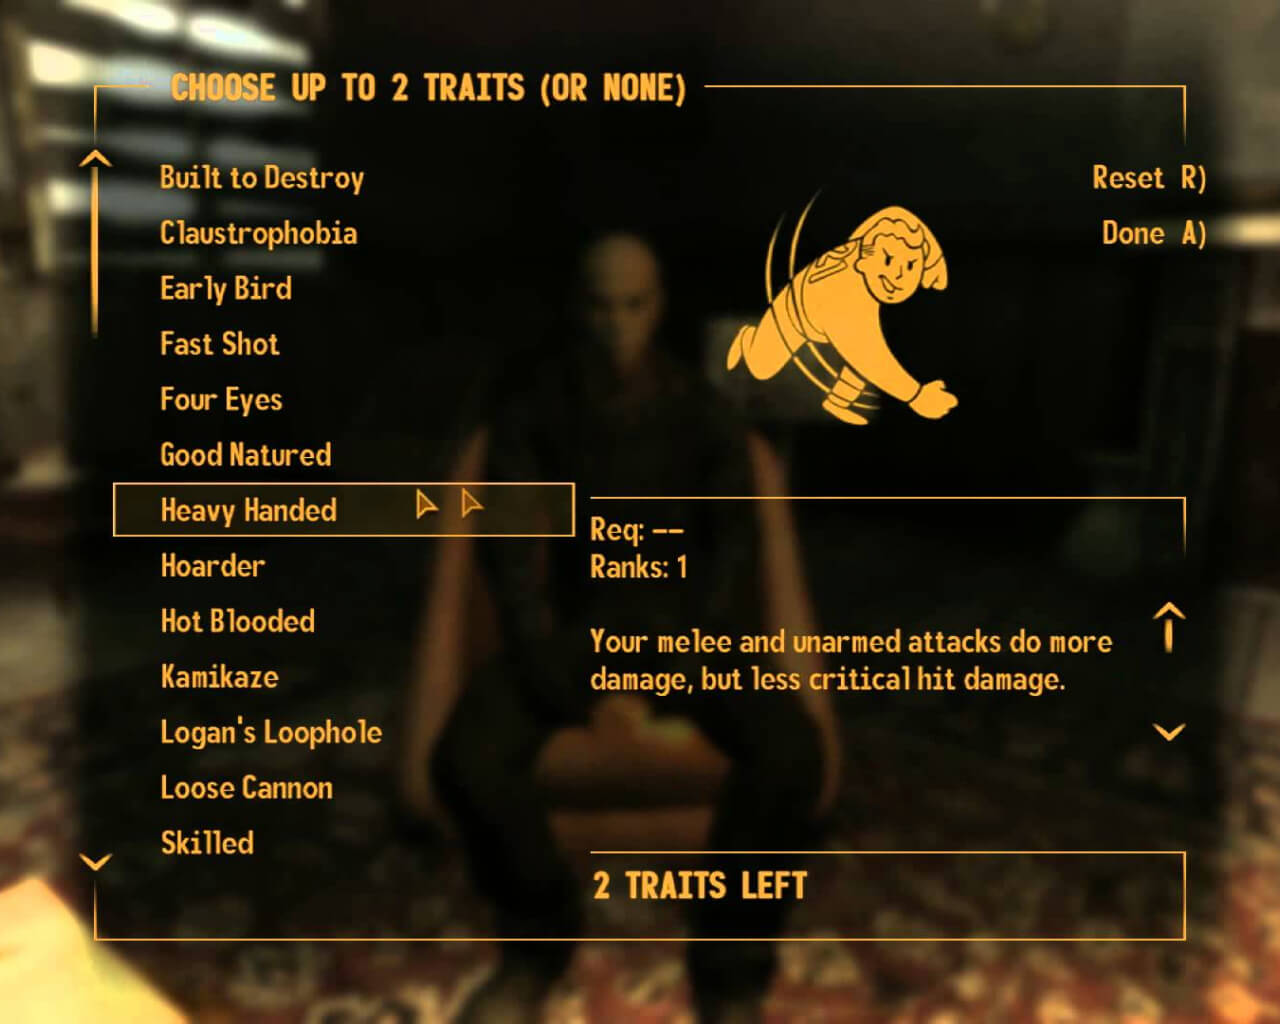 CHOOSE UP TO 2 TRAITS (OR NONE)
Built to Destroy
Claustrophobia
Early Bird
Fast Shot
Four Eyes
Good Natured
Heavy Handed
Hoarder
Hot Blooded
Kamikaze
Logan's Loophole
Loose Cannon
Skilled
Reset R)
Done A)
Req: --
Ranks: 1
Your melee and unarmed attacks do more
damage, but less critical hit damage.
2 TRAITS LEFT